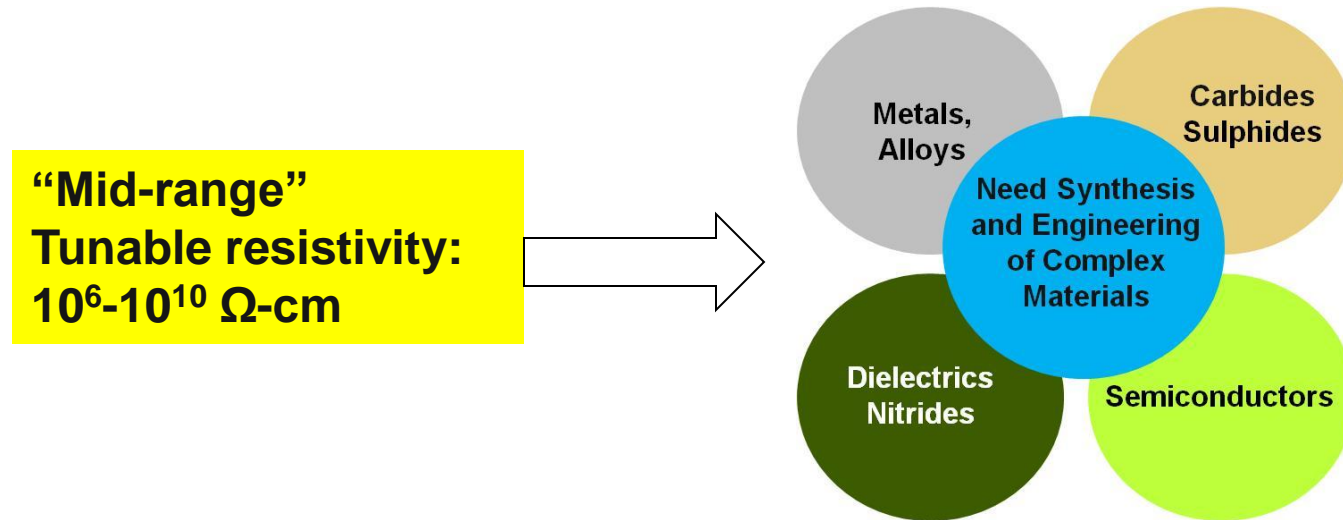 “Mid-range”
Tunable resistivity:
10⁶-10¹⁰ Ω-cm
Metals,
Alloys
Carbides
Sulphides
Need Synthesis
and Engineering
of Complex
Materials
Dielectrics
Nitrides
Semiconductors